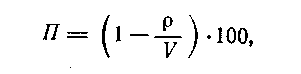 П = (1 − ρ/V) · 100,